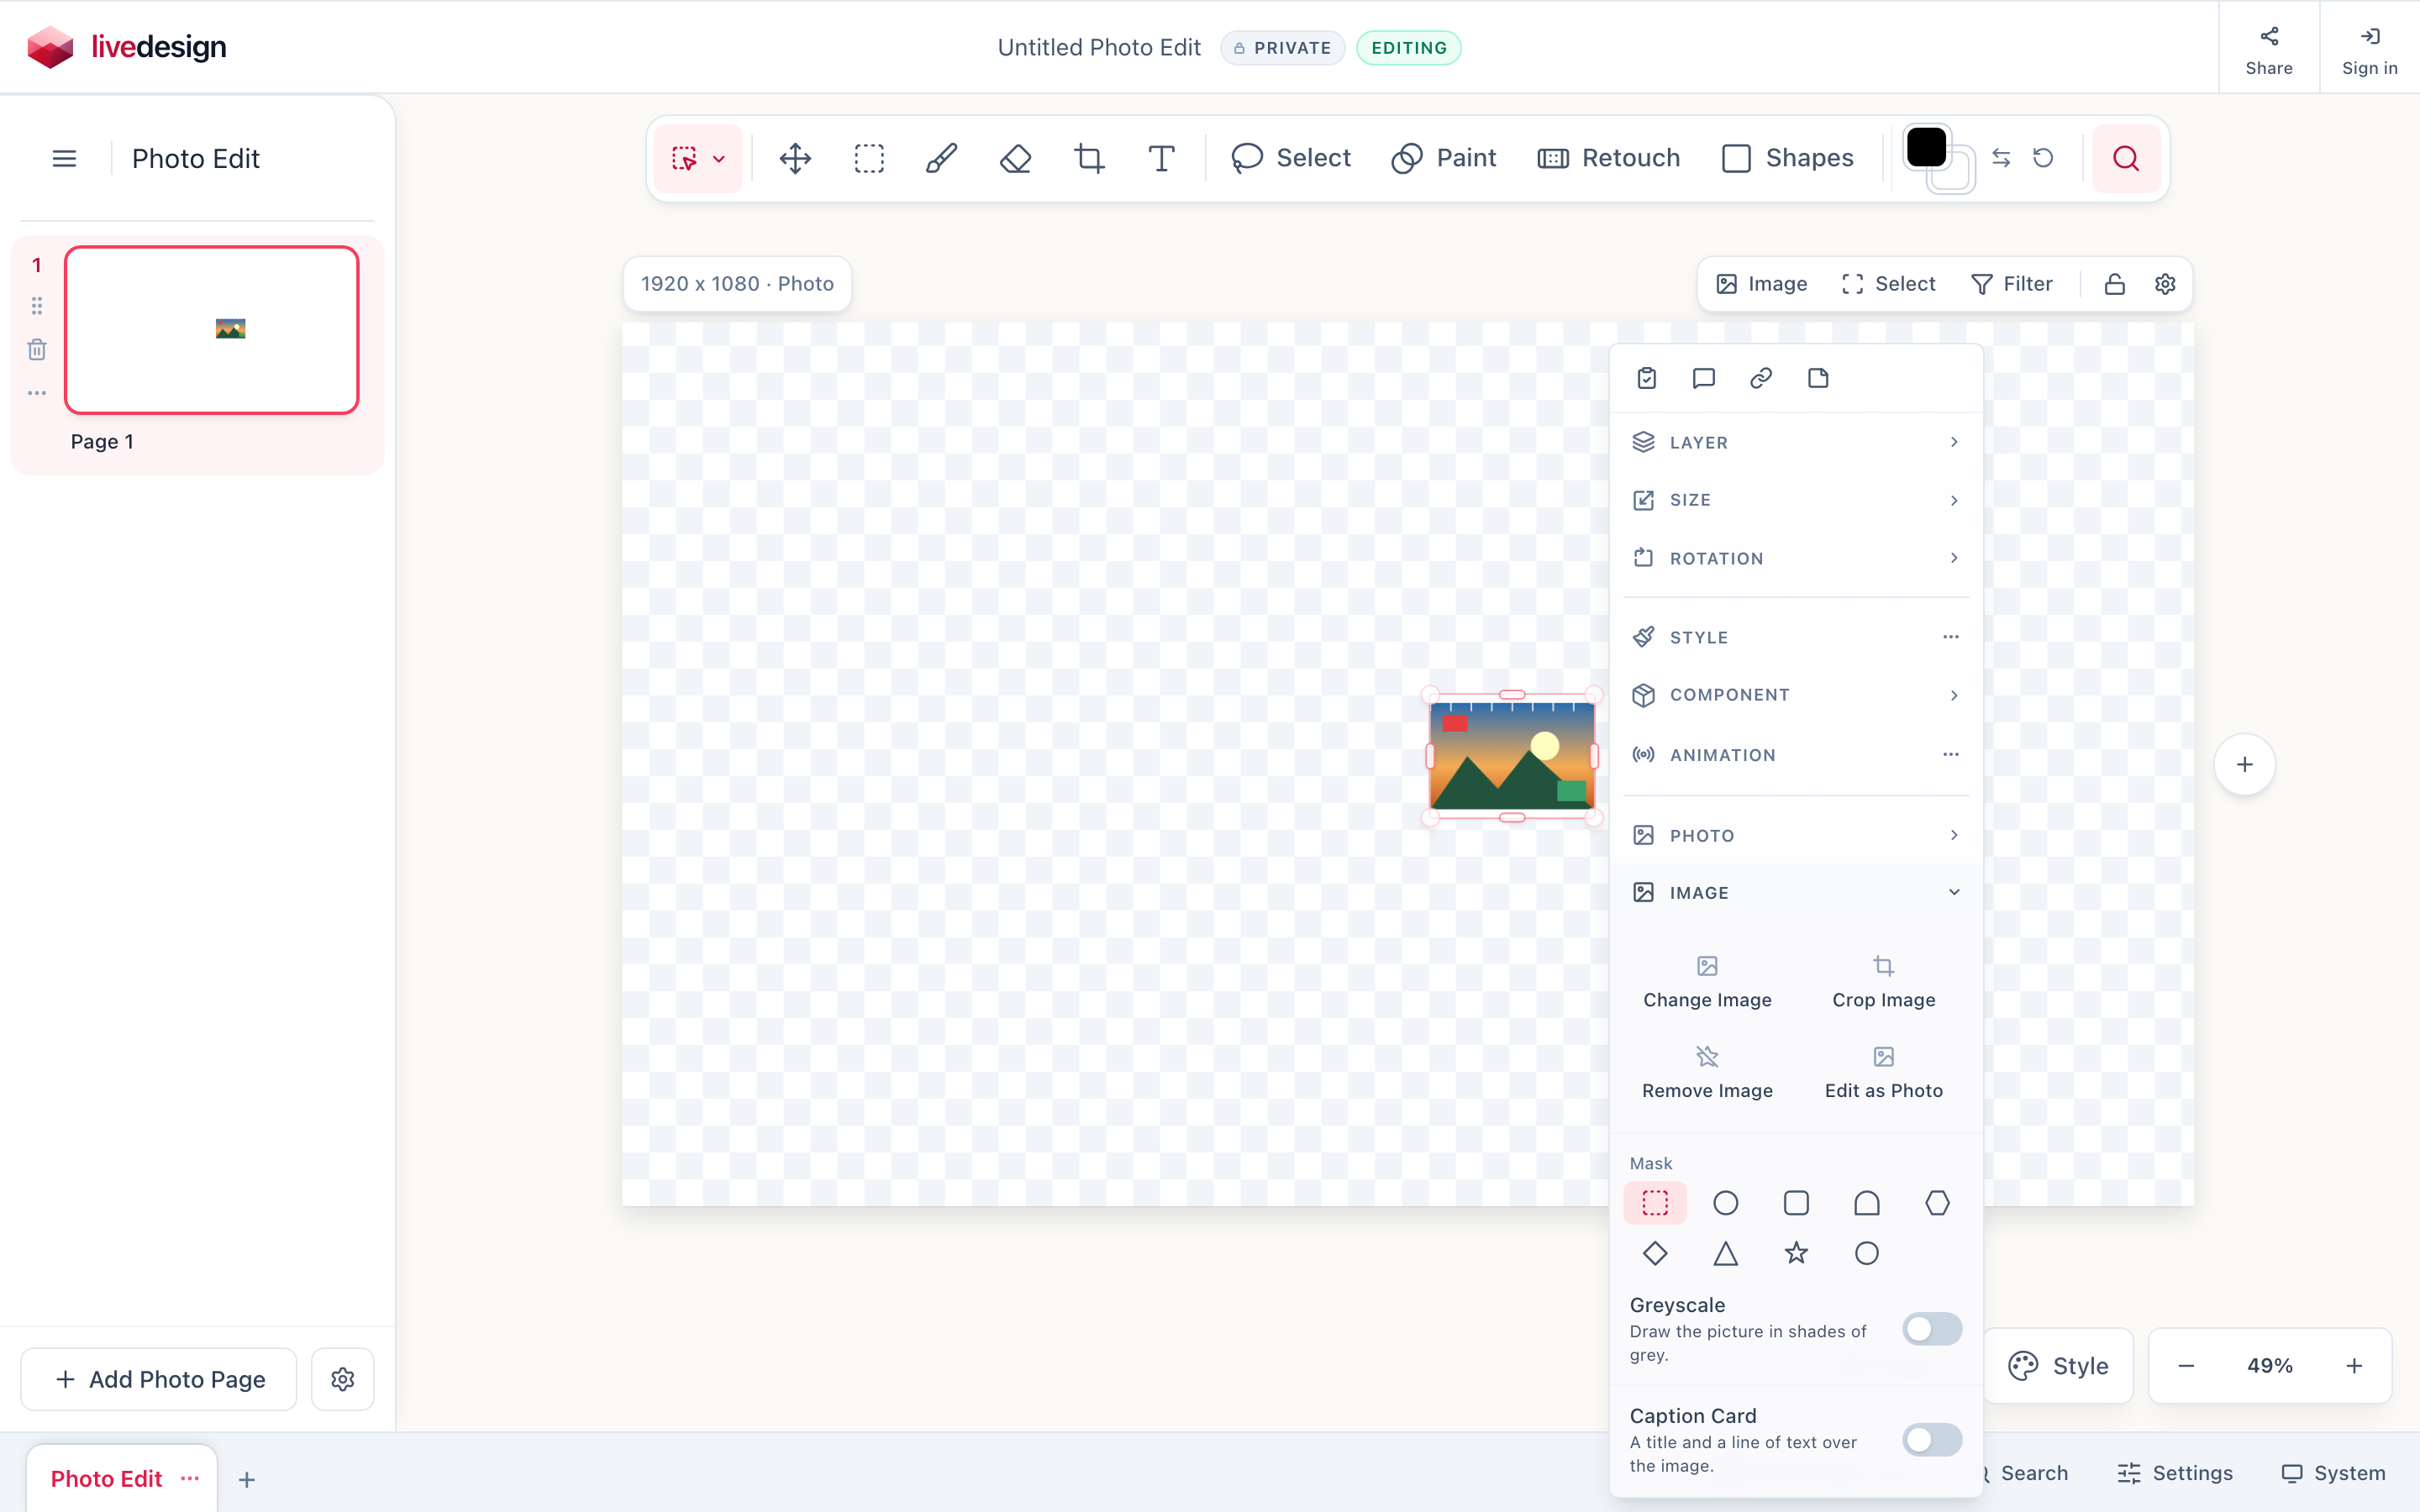 livedesign
Untitled Photo Edit
PRIVATE
EDITING
Share
Sign in
Photo Edit
Select
Paint
Retouch
Shapes
1
Page 1
1920 x 1080 · Photo
Image
Select
Filter
LAYER
SIZE
ROTATION
STYLE
COMPONENT
ANIMATION
PHOTO
IMAGE
Change Image
Crop Image
Remove Image
Edit as Photo
Mask
Greyscale
Draw the picture in shades of
grey.
Caption Card
A title and a line of text over
the image.
Add Photo Page
Style
49%
Photo Edit
Search
Settings
System